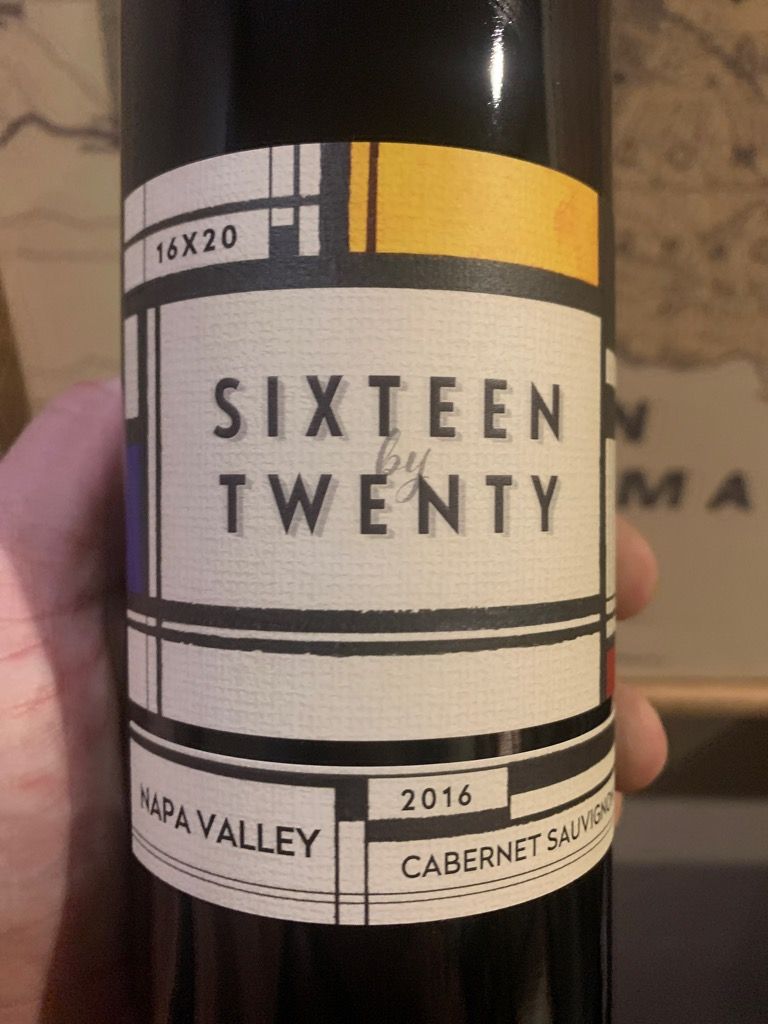 16X20
SIXTEEN
by
TWENTY
NAPA VALLEY
2016
CABERNET SAUVIGNON